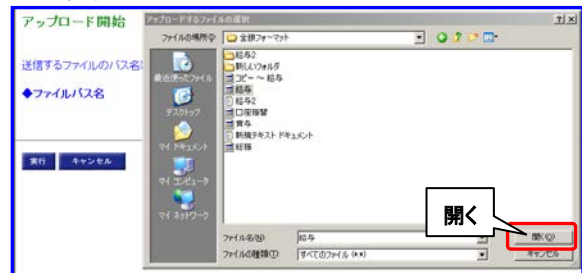 アップロード開始
アップロードするファイルの選択
ファイルの場所(I):
全銀フォーマット
送信するファイルのパス名
◆ファイルパス名
実行
キャンセル
最近使ったファイル
デスクトップ
マイ ドキュメント
マイ コンピュータ
マイ ネットワーク
給与2
新しいフォルダ
コピー ～ 給与
給与
給与2
口座振替
賞与
新規テキスト ドキュメント
総振
開く
ファイル名(N):
給与
開く(O)
ファイルの種類(T):
すべてのファイル (*.*)
キャンセル